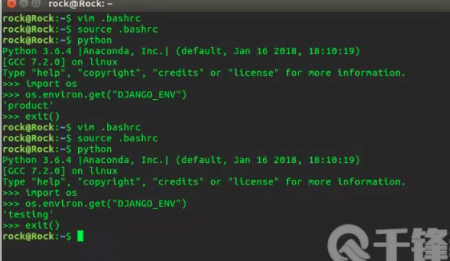 rock@Rock: ~
rock@Rock:~$ vim .bashrc
rock@Rock:~$ source .bashrc
rock@Rock:~$ python
Python 3.6.4 |Anaconda, Inc.| (default, Jan 16 2018, 18:10:19)
[GCC 7.2.0] on linux
Type "help", "copyright", "credits" or "license" for more information.
>>> import os
>>> os.environ.get("DJANGO_ENV")
'product'
>>> exit()
rock@Rock:~$ vim .bashrc
rock@Rock:~$ source .bashrc
rock@Rock:~$ python
Python 3.6.4 |Anaconda, Inc.| (default, Jan 16 2018, 18:10:19)
[GCC 7.2.0] on linux
Type "help", "copyright", "credits" or "license" for more information.
>>> import os
>>> os.environ.get("DJANGO_ENV")
'testing'
>>> exit()
rock@Rock:~$
千锋